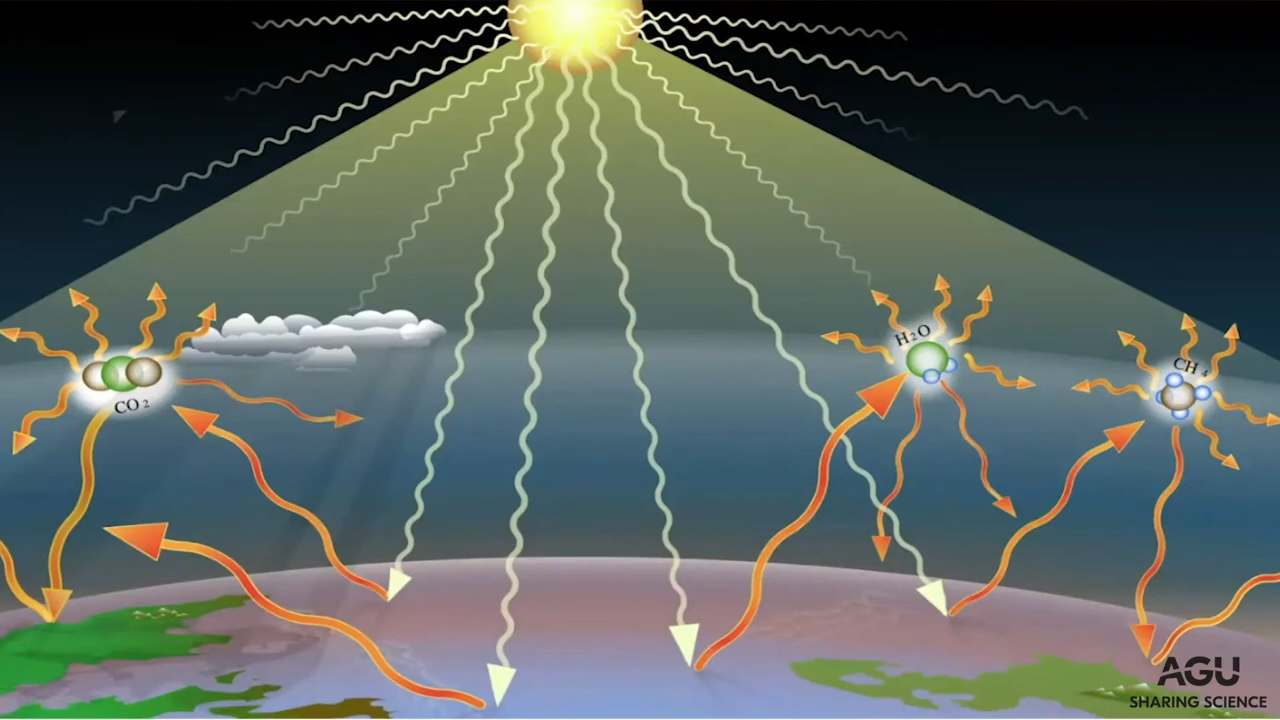 H₂O
CH₄
CO₂
AGU
SHARING SCIENCE